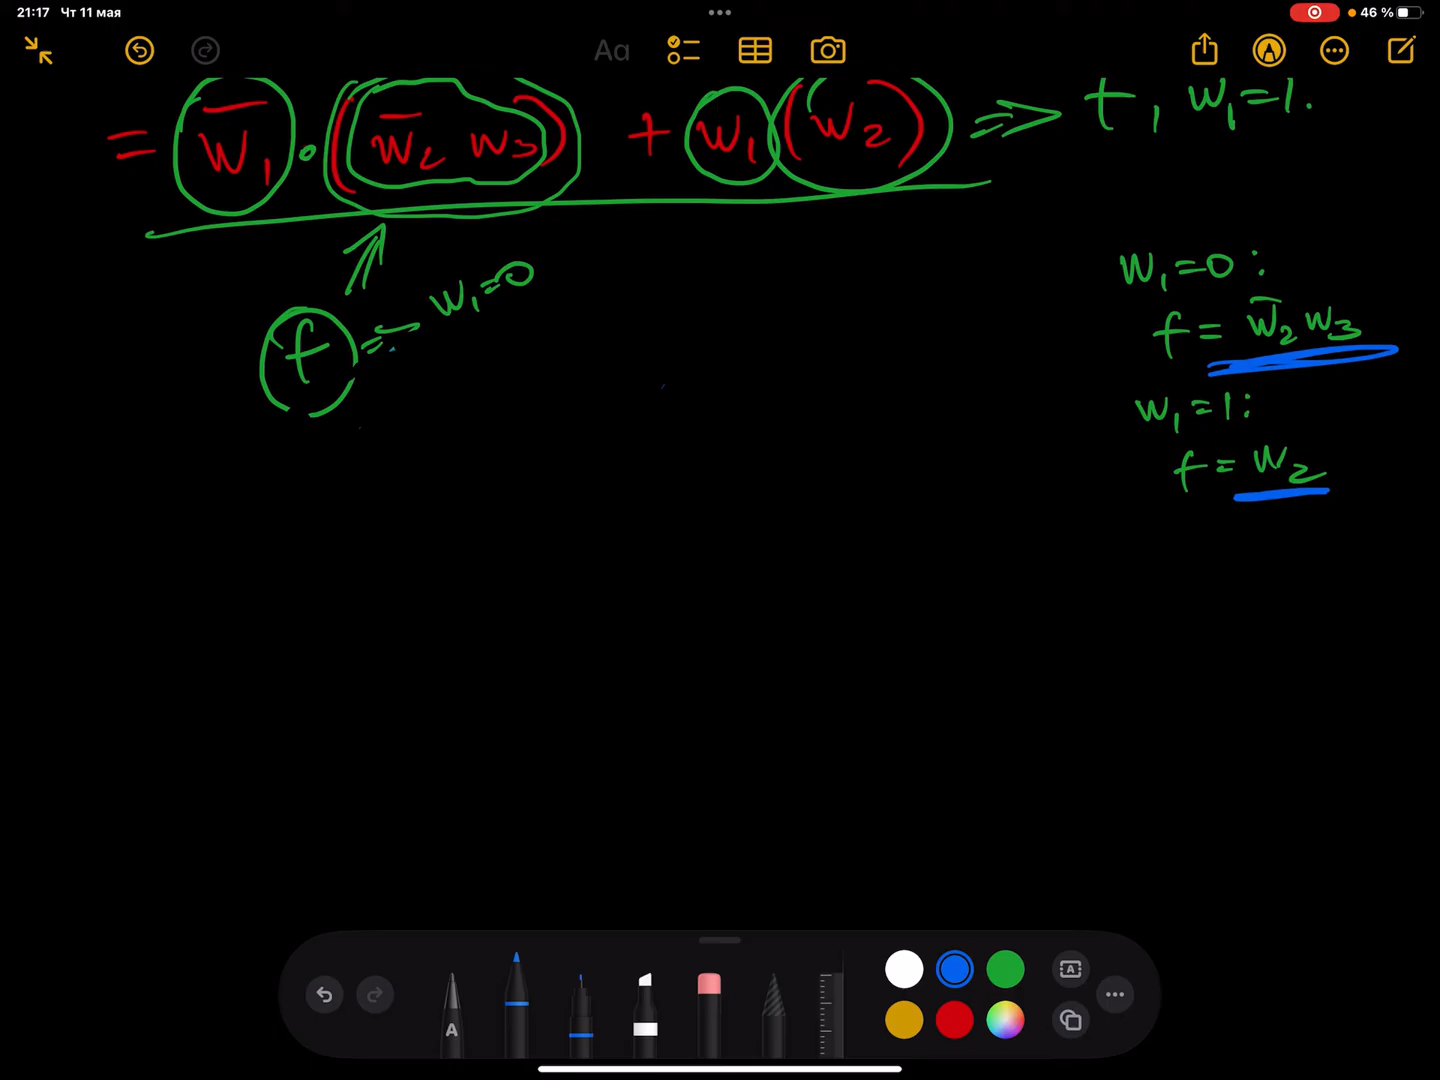 21:17 Чт 11 мая
46 %
Aa
= w̅₁ · (w̅₂ w₃) + w₁ (w₂) => f, w₁=1.
w₁=0
f =
w₁=0:
f = w̅₂ w₃
w₁=1:
f = w₂
A
A